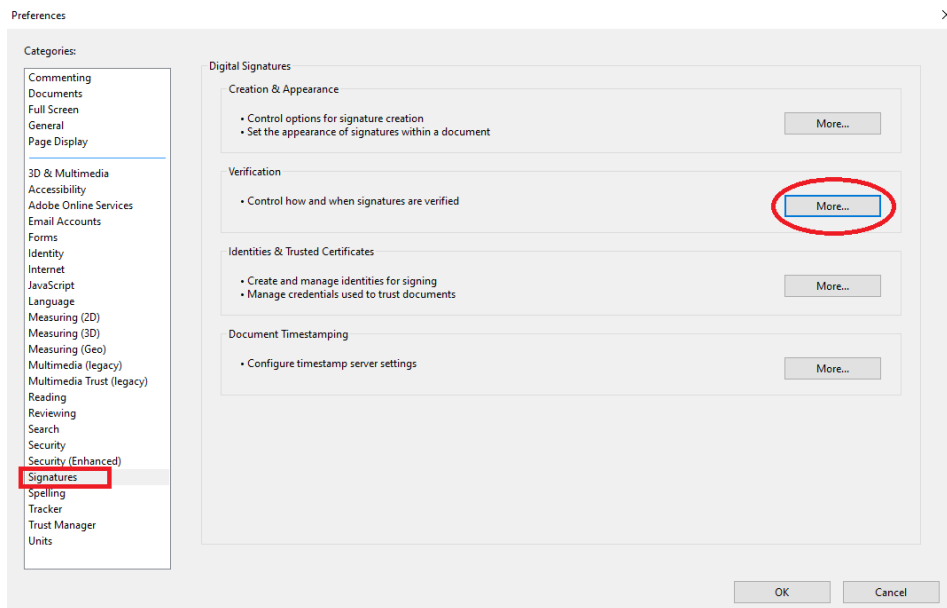 Preferences
Categories:
Commenting
Documents
Full Screen
General
Page Display
3D & Multimedia
Accessibility
Adobe Online Services
Email Accounts
Forms
Identity
Internet
JavaScript
Language
Measuring (2D)
Measuring (3D)
Measuring (Geo)
Multimedia (legacy)
Multimedia Trust (legacy)
Reading
Reviewing
Search
Security
Security (Enhanced)
Signatures
Spelling
Tracker
Trust Manager
Units
Digital Signatures
Creation & Appearance
• Control options for signature creation
• Set the appearance of signatures within a document
More...
Verification
• Control how and when signatures are verified
More...
Identities & Trusted Certificates
• Create and manage identities for signing
• Manage credentials used to trust documents
More...
Document Timestamping
• Configure timestamp server settings
More...
OK
Cancel